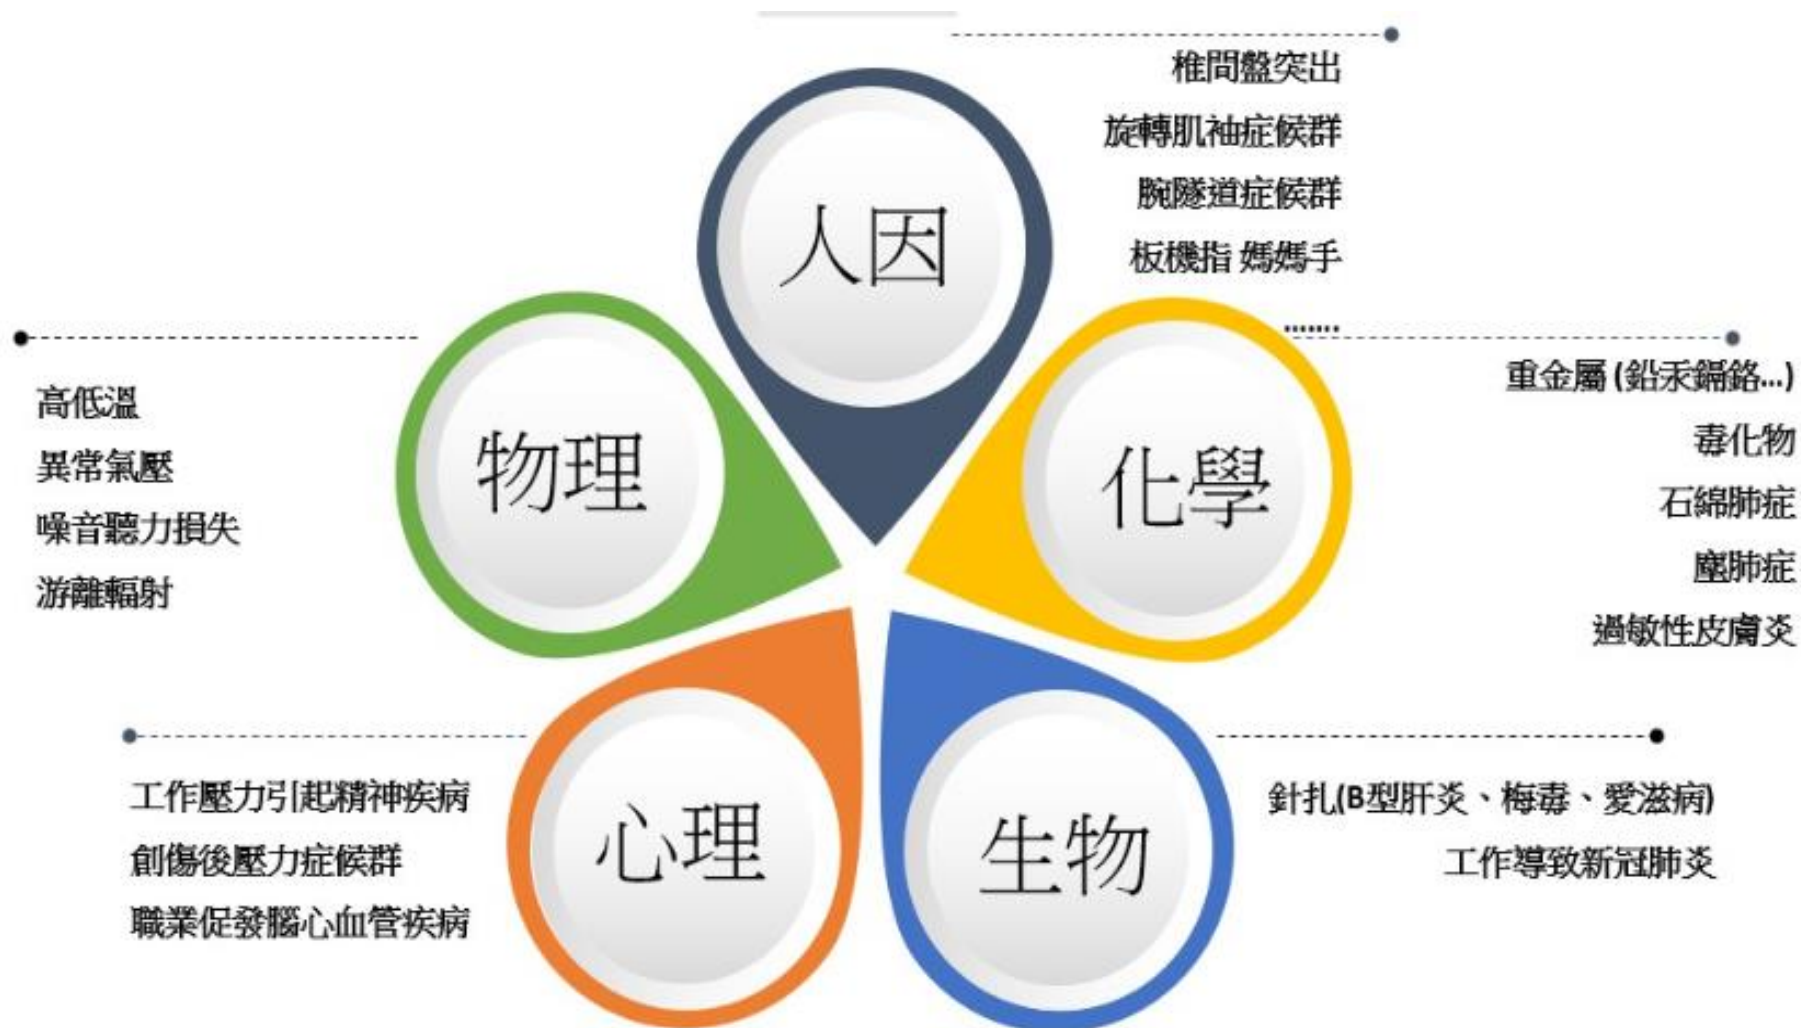 人因
椎間盤突出
旋轉肌袖症候群
腕隧道症候群
板機指 媽媽手
.......
化學
重金屬 (鉛汞鎘鉻...)
毒化物
石綿肺症
塵肺症
過敏性皮膚炎
物理
高低溫
異常氣壓
噪音聽力損失
游離輻射
心理
工作壓力引起精神疾病
創傷後壓力症候群
職業促發腦心血管疾病
生物
針扎(B型肝炎、梅毒、愛滋病)
工作導致新冠肺炎